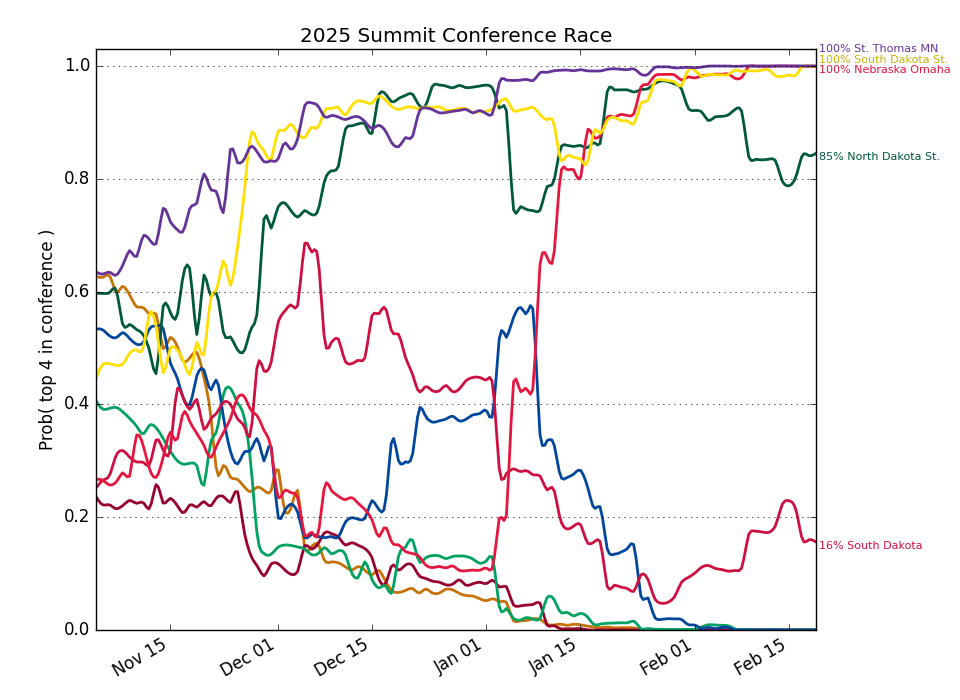 2025 Summit Conference Race
Prob( top 4 in conference )
1.0
0.8
0.6
0.4
0.2
0.0
Nov 15
Dec 01
Dec 15
Jan 01
Jan 15
Feb 01
Feb 15
100% St. Thomas MN
100% South Dakota St.
100% Nebraska Omaha
85% North Dakota St.
16% South Dakota